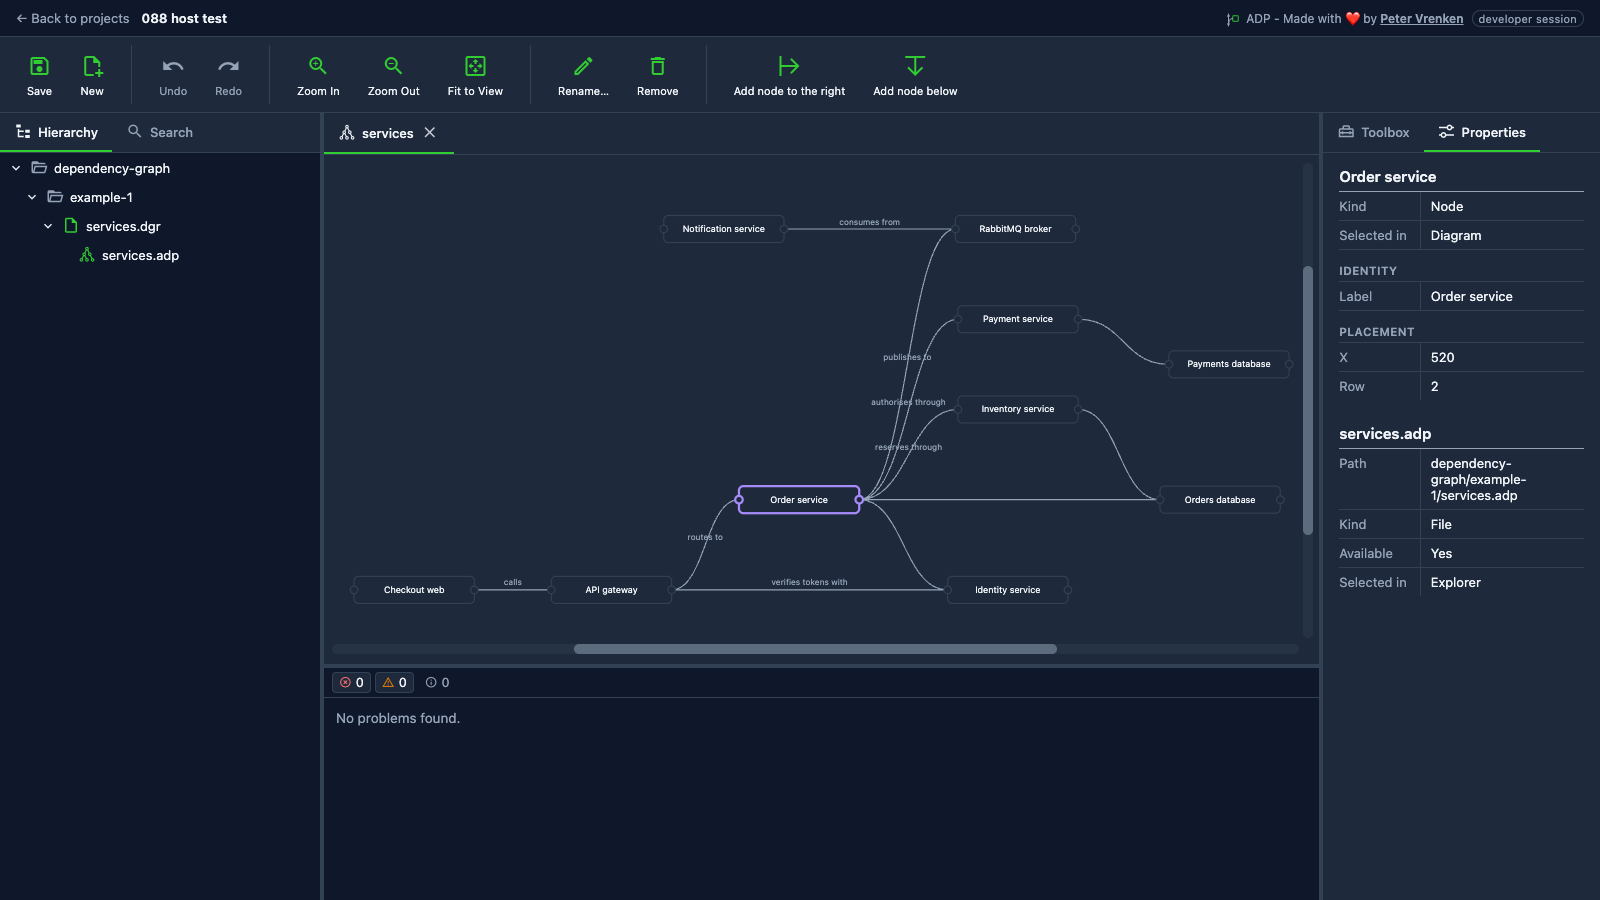 Back to projects 088 host test
ADP - Made with ❤️ by Peter Vrenken developer session
Save New Undo Redo Zoom In Zoom Out Fit to View Rename... Remove Add node to the right Add node below
Hierarchy Search
dependency-graph
example-1
services.dgr
services.adp
services
Notification service
consumes from
RabbitMQ broker
Payment service
publishes to
Payments database
authorises through
Inventory service
reserves through
Order service
Orders database
routes to
Checkout web
calls
API gateway
verifies tokens with
Identity service
0 0 0
No problems found.
Toolbox Properties
Order service
Kind Node
Selected in Diagram
IDENTITY
Label Order service
PLACEMENT
X 520
Row 2
services.adp
Path dependency-
graph/example-
1/services.adp
Kind File
Available Yes
Selected in Explorer